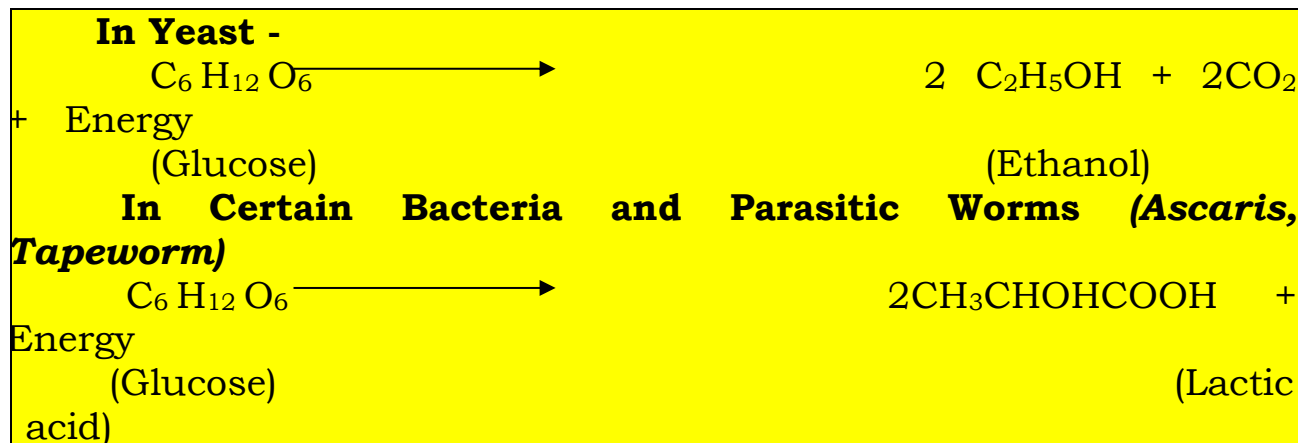 In Yeast -
C₆ H₁₂ O₆ ⟶ 2 C₂H₅OH + 2CO₂
+ Energy
(Glucose) (Ethanol)
In Certain Bacteria and Parasitic Worms (Ascaris,
Tapeworm)
C₆ H₁₂ O₆ ⟶ 2CH₃CHOHCOOH +
Energy
(Glucose) (Lactic
acid)